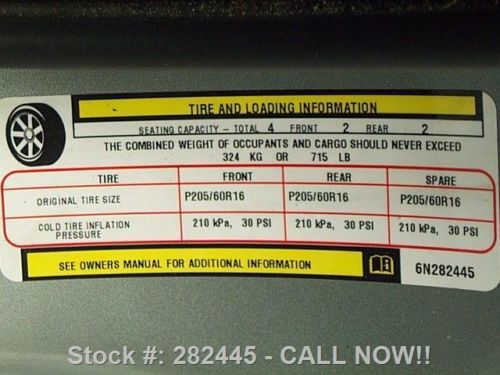 TIRE AND LOADING INFORMATION
SEATING CAPACITY - TOTAL 4 FRONT 2 REAR 2
THE COMBINED WEIGHT OF OCCUPANTS AND CARGO SHOULD NEVER EXCEED
324 KG OR 715 LB
TIRE FRONT REAR SPARE
ORIGINAL TIRE SIZE P205/60R16 P205/60R16 P205/60R16
COLD TIRE INFLATION PRESSURE 210 kPa, 30 PSI 210 kPa, 30 PSI 210 kPa, 30 PSI
SEE OWNERS MANUAL FOR ADDITIONAL INFORMATION 6N282445
Stock #: 282445 - CALL NOW!!